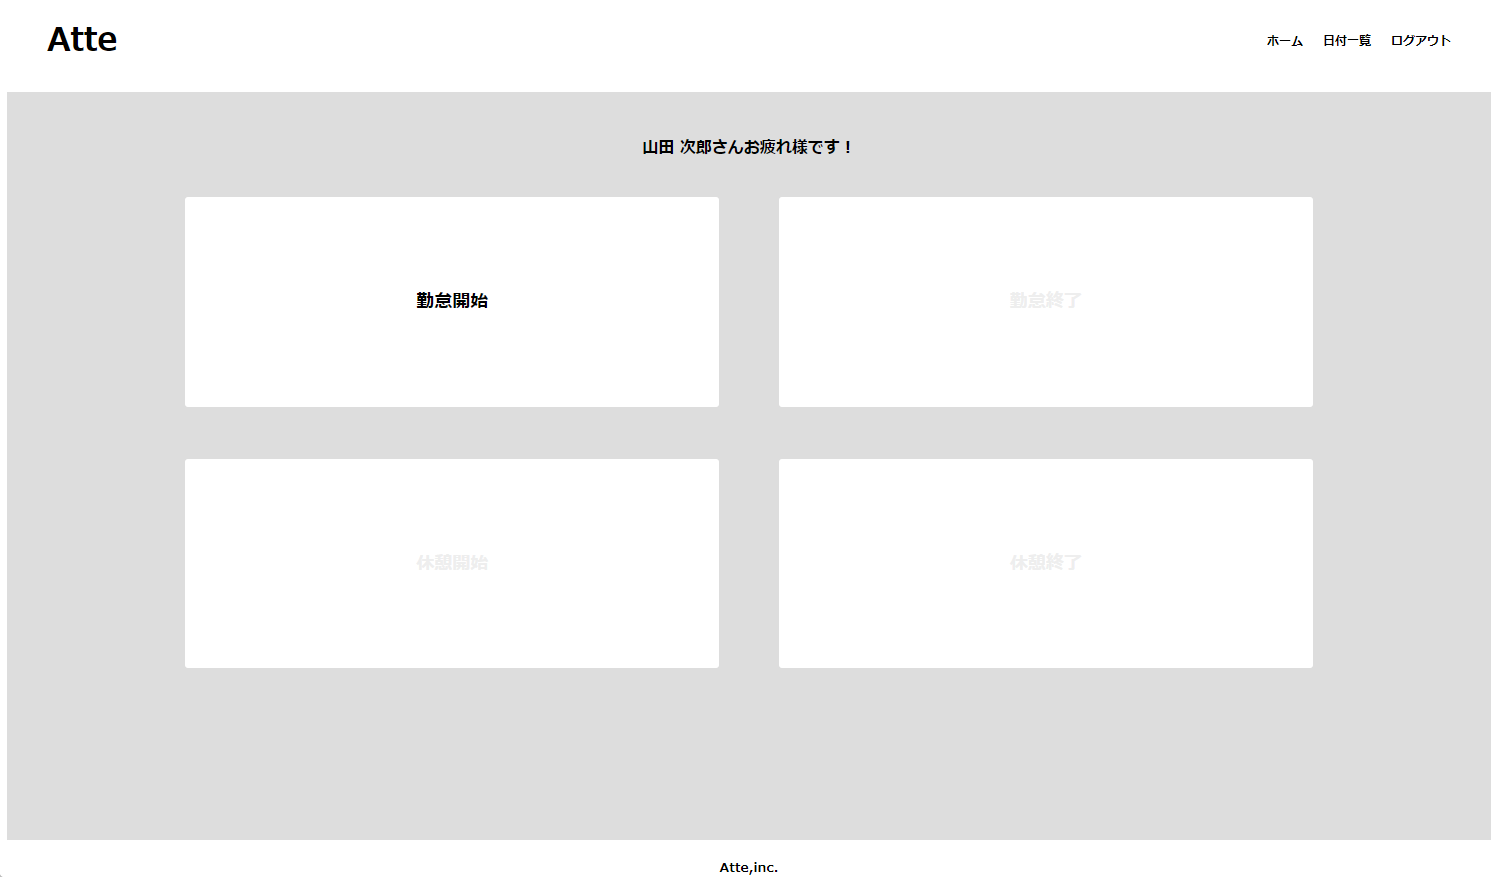 Atte
ホーム 日付一覧 ログアウト
山田 次郎さんお疲れ様です！
勤怠開始
勤怠終了
休憩開始
休憩終了
Atte,inc.